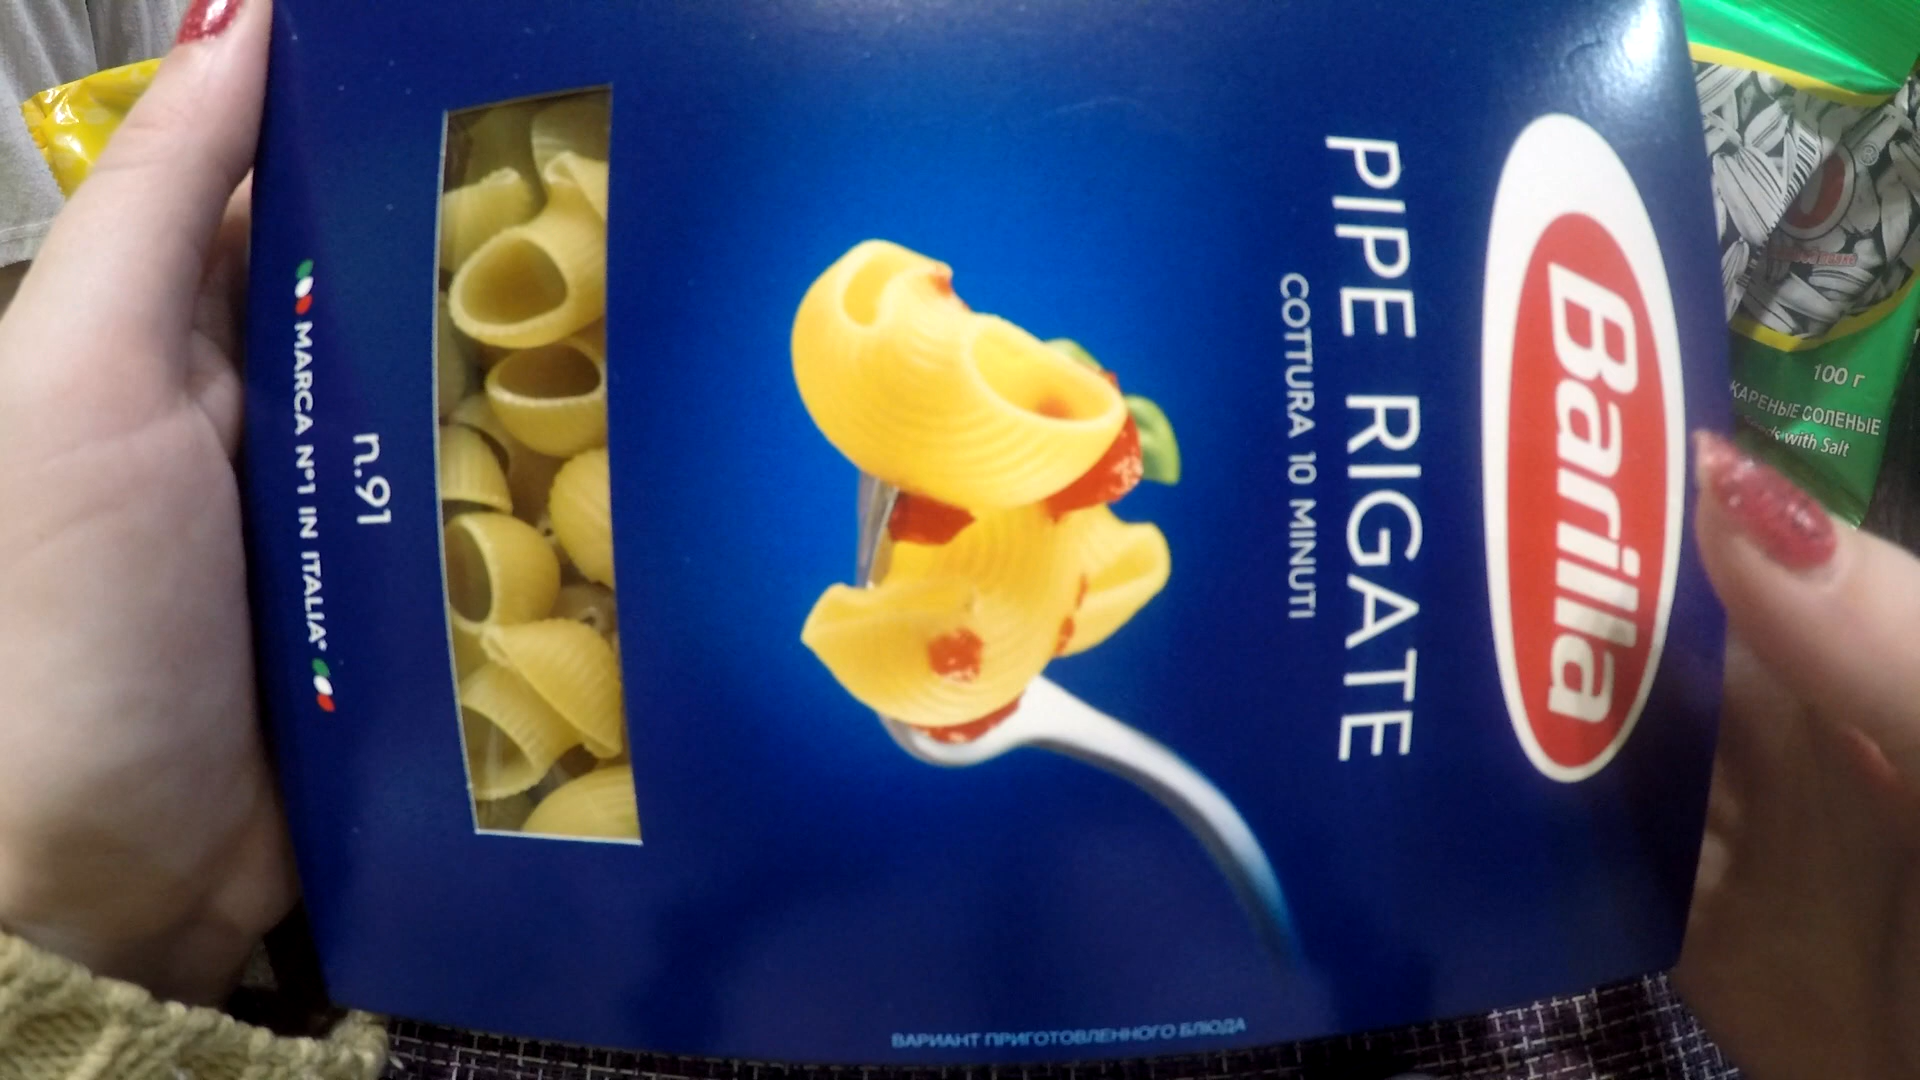 Barilla
PIPE RIGATE
COTTURA 10 MINUTI
n.91
MARCA N°1 IN ITALIA*
ВАРИАНТ ПРИГОТОВЛЕННОГО БЛЮДА
100 г
ЖАРЕНЫЕ СОЛЕНЫЕ
with Salt